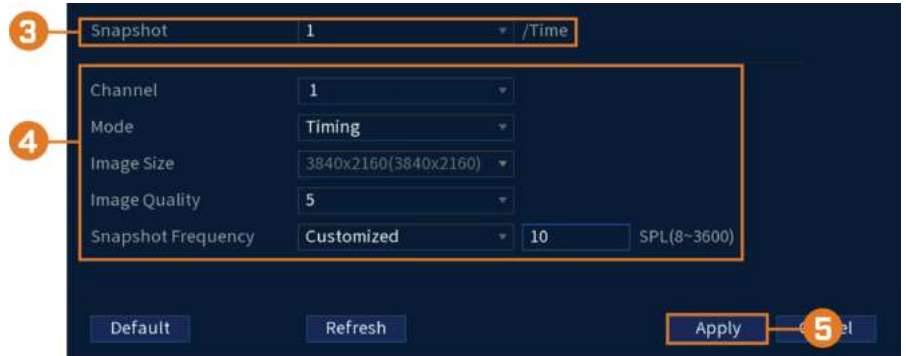 3 Snapshot 1 /Time
4
Channel 1
Mode Timing
Image Size 3840x2160(3840x2160)
Image Quality 5
Snapshot Frequency Customized 10 SPL(8~3600)
Default Refresh Apply 5